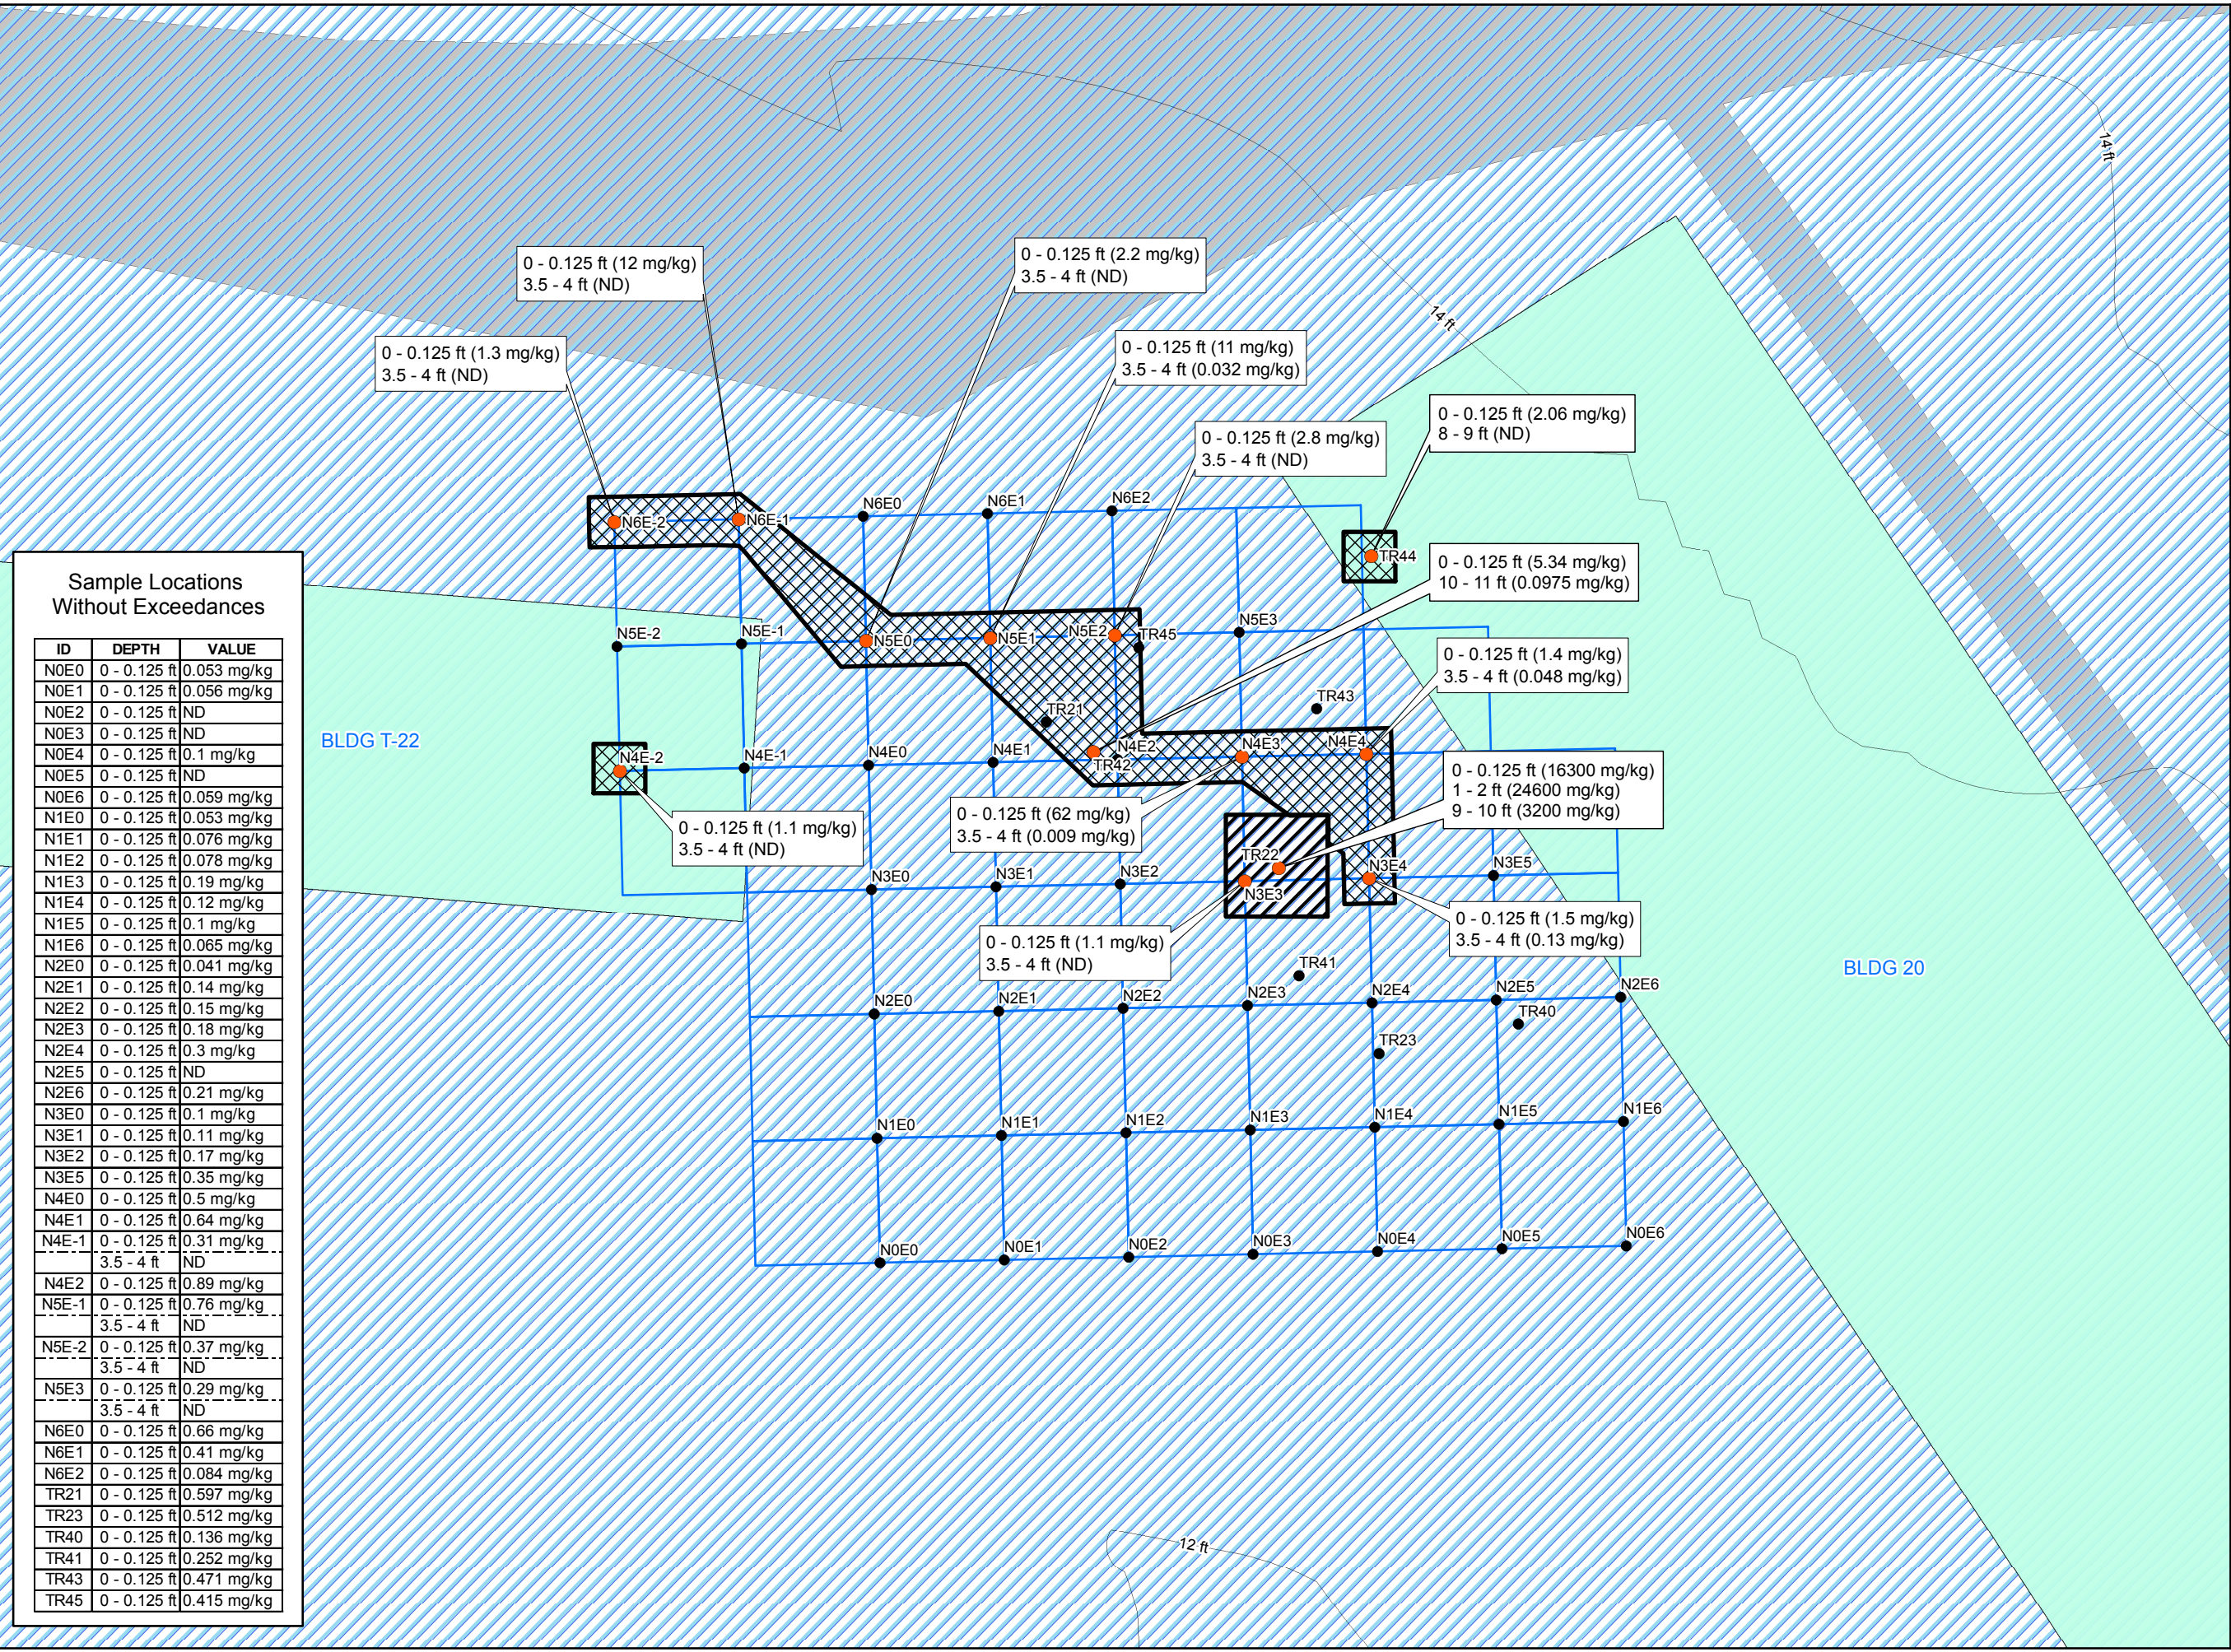 14 ft
0 - 0.125 ft (12 mg/kg)
3.5 - 4 ft (ND)
0 - 0.125 ft (2.2 mg/kg)
3.5 - 4 ft (ND)
14 ft
0 - 0.125 ft (1.3 mg/kg)
3.5 - 4 ft (ND)
0 - 0.125 ft (11 mg/kg)
3.5 - 4 ft (0.032 mg/kg)
0 - 0.125 ft (2.8 mg/kg)
3.5 - 4 ft (ND)
0 - 0.125 ft (2.06 mg/kg)
8 - 9 ft (ND)
N6E-2
N6E-1
N6E0
N6E1
N6E2
TR44
0 - 0.125 ft (5.34 mg/kg)
10 - 11 ft (0.0975 mg/kg)
N5E-2
N5E-1
N5E0
N5E1
N5E2
TR45
N5E3
0 - 0.125 ft (1.4 mg/kg)
3.5 - 4 ft (0.048 mg/kg)
TR21
TR43
BLDG T-22
N4E-2
N4E-1
N4E0
N4E1
N4E2
TR42
N4E3
N4E4
0 - 0.125 ft (16300 mg/kg)
1 - 2 ft (24600 mg/kg)
9 - 10 ft (3200 mg/kg)
0 - 0.125 ft (1.1 mg/kg)
3.5 - 4 ft (ND)
0 - 0.125 ft (62 mg/kg)
3.5 - 4 ft (0.009 mg/kg)
TR22
N3E0
N3E1
N3E2
N3E3
N3E4
N3E5
0 - 0.125 ft (1.1 mg/kg)
3.5 - 4 ft (ND)
0 - 0.125 ft (1.5 mg/kg)
3.5 - 4 ft (0.13 mg/kg)
TR41
BLDG 20
N2E0
N2E1
N2E2
N2E3
N2E4
N2E5
N2E6
TR40
TR23
N1E0
N1E1
N1E2
N1E3
N1E4
N1E5
N1E6
N0E0
N0E1
N0E2
N0E3
N0E4
N0E5
N0E6
12 ft
Sample Locations
Without Exceedances
ID DEPTH VALUE
N0E0 0 - 0.125 ft 0.053 mg/kg
N0E1 0 - 0.125 ft 0.056 mg/kg
N0E2 0 - 0.125 ft ND
N0E3 0 - 0.125 ft ND
N0E4 0 - 0.125 ft 0.1 mg/kg
N0E5 0 - 0.125 ft ND
N0E6 0 - 0.125 ft 0.059 mg/kg
N1E0 0 - 0.125 ft 0.053 mg/kg
N1E1 0 - 0.125 ft 0.076 mg/kg
N1E2 0 - 0.125 ft 0.078 mg/kg
N1E3 0 - 0.125 ft 0.19 mg/kg
N1E4 0 - 0.125 ft 0.12 mg/kg
N1E5 0 - 0.125 ft 0.1 mg/kg
N1E6 0 - 0.125 ft 0.065 mg/kg
N2E0 0 - 0.125 ft 0.041 mg/kg
N2E1 0 - 0.125 ft 0.14 mg/kg
N2E2 0 - 0.125 ft 0.15 mg/kg
N2E3 0 - 0.125 ft 0.18 mg/kg
N2E4 0 - 0.125 ft 0.3 mg/kg
N2E5 0 - 0.125 ft ND
N2E6 0 - 0.125 ft 0.21 mg/kg
N3E0 0 - 0.125 ft 0.1 mg/kg
N3E1 0 - 0.125 ft 0.11 mg/kg
N3E2 0 - 0.125 ft 0.17 mg/kg
N3E5 0 - 0.125 ft 0.35 mg/kg
N4E0 0 - 0.125 ft 0.5 mg/kg
N4E1 0 - 0.125 ft 0.64 mg/kg
N4E-1 0 - 0.125 ft 0.31 mg/kg
3.5 - 4 ft ND
N4E2 0 - 0.125 ft 0.89 mg/kg
N5E-1 0 - 0.125 ft 0.76 mg/kg
3.5 - 4 ft ND
N5E-2 0 - 0.125 ft 0.37 mg/kg
3.5 - 4 ft ND
N5E3 0 - 0.125 ft 0.29 mg/kg
3.5 - 4 ft ND
N6E0 0 - 0.125 ft 0.66 mg/kg
N6E1 0 - 0.125 ft 0.41 mg/kg
N6E2 0 - 0.125 ft 0.084 mg/kg
TR21 0 - 0.125 ft 0.597 mg/kg
TR23 0 - 0.125 ft 0.512 mg/kg
TR40 0 - 0.125 ft 0.136 mg/kg
TR41 0 - 0.125 ft 0.252 mg/kg
TR43 0 - 0.125 ft 0.471 mg/kg
TR45 0 - 0.125 ft 0.415 mg/kg